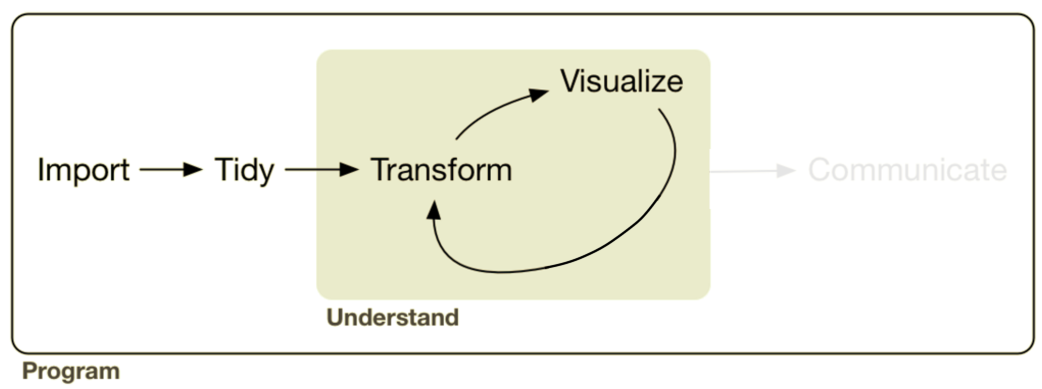 Visualize
Import
Tidy
Transform
Communicate
Understand
Program